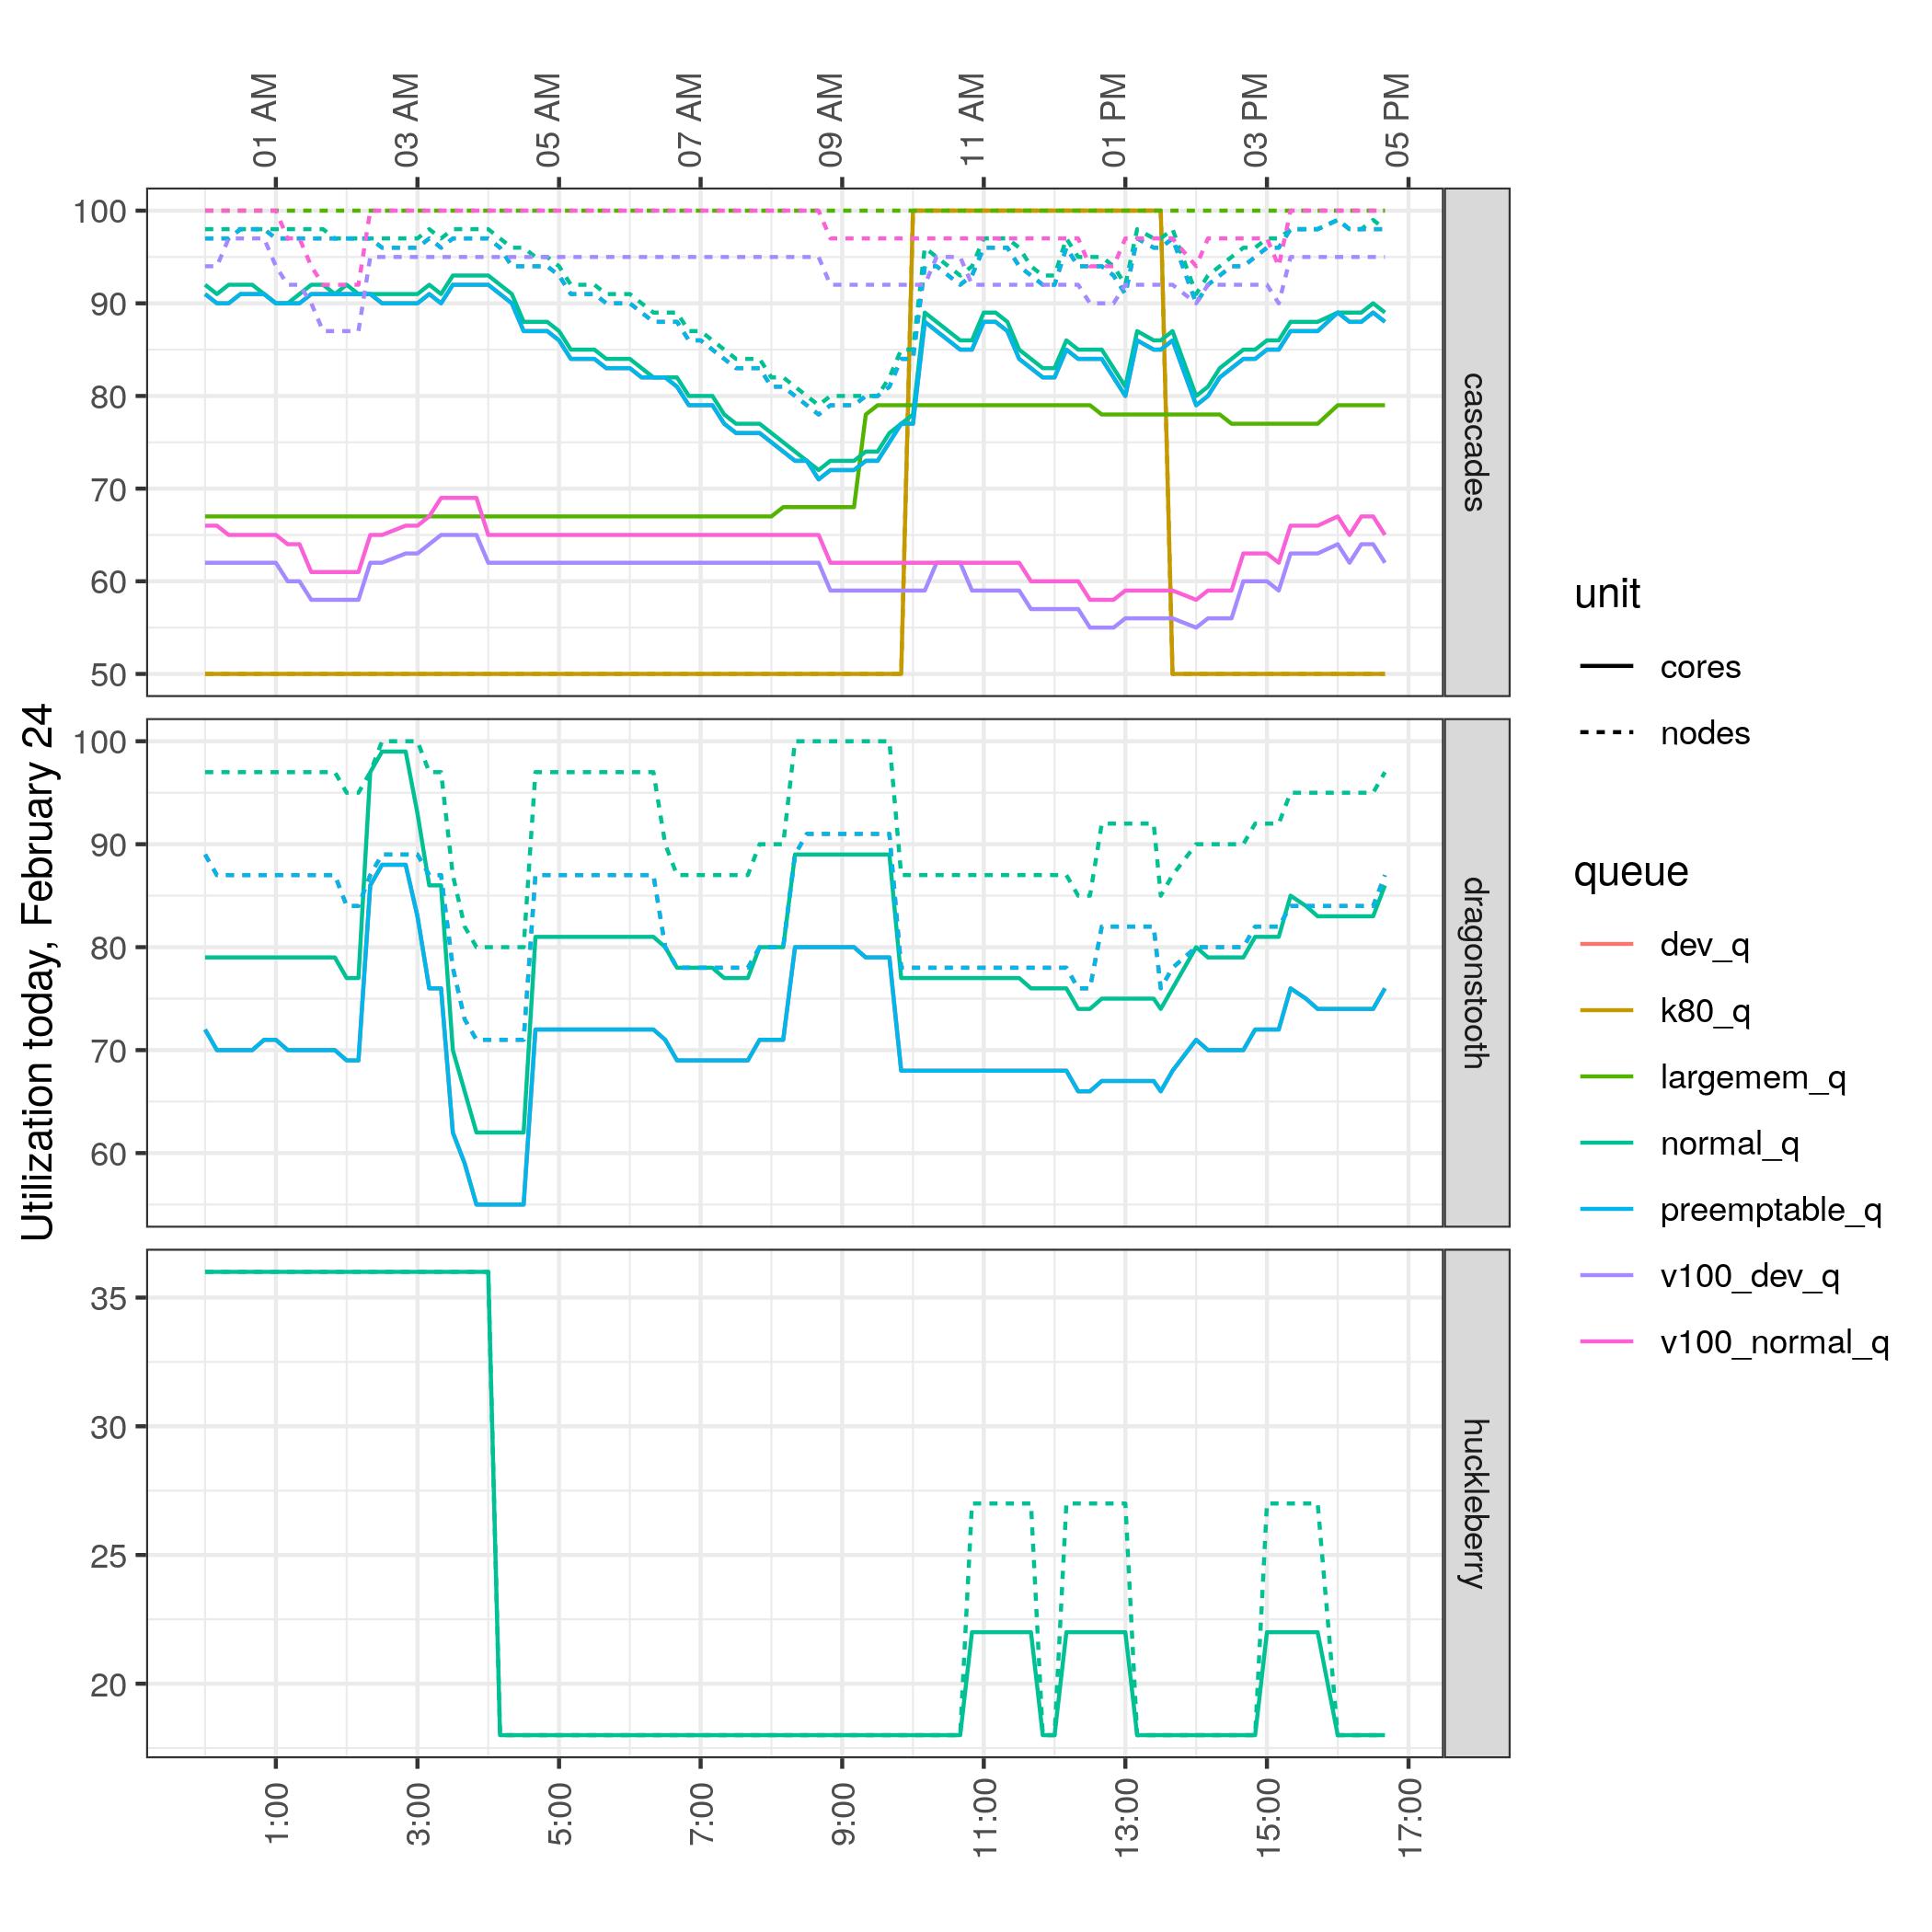 01 AM
03 AM
05 AM
07 AM
09 AM
11 AM
01 PM
03 PM
05 PM
Utilization today, February 24
100
90
80
70
60
50
cascades
100
90
80
70
60
dragonstooth
35
30
25
20
huckleberry
1:00
3:00
5:00
7:00
9:00
11:00
13:00
15:00
17:00
unit
cores
nodes
queue
dev_q
k80_q
largemem_q
normal_q
preemptable_q
v100_dev_q
v100_normal_q